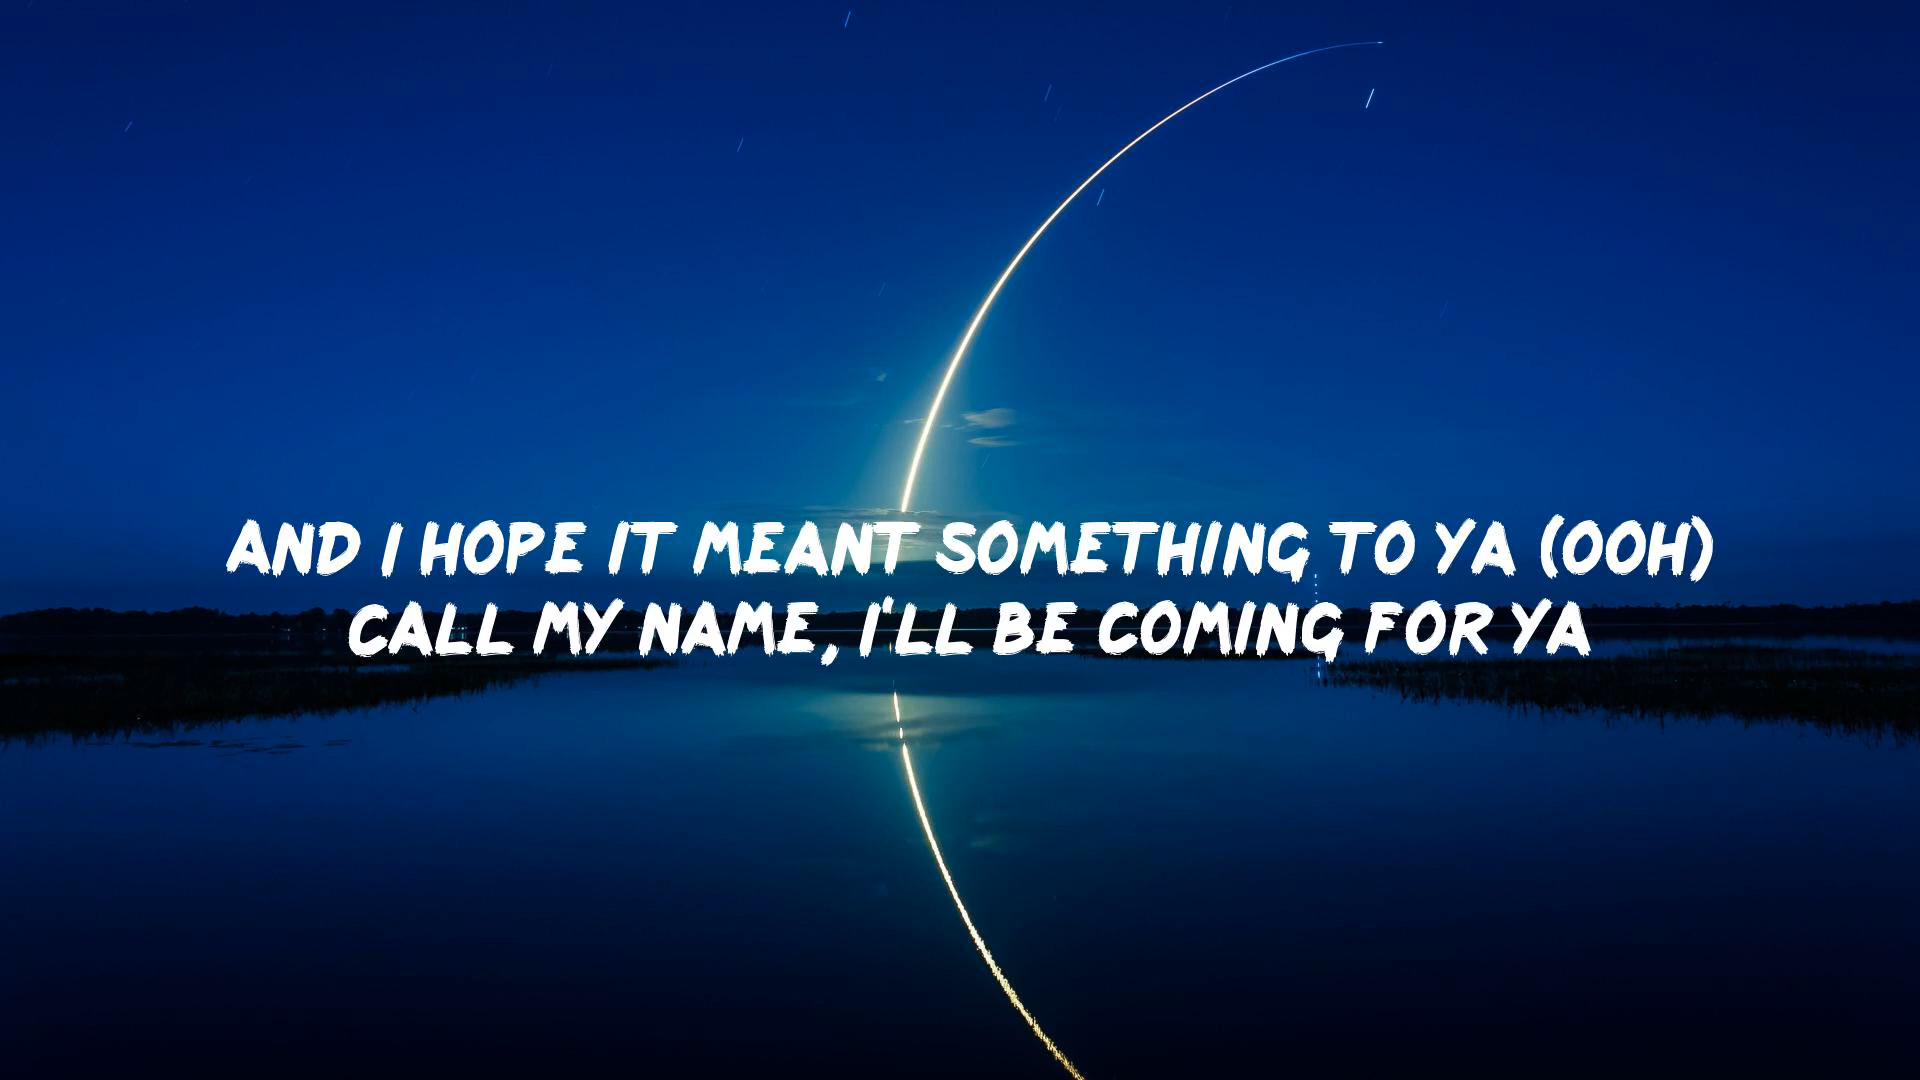 AND I HOPE IT MEANT SOMETHING TO YA (OOH)
CALL MY NAME, I'LL BE COMING FOR YA